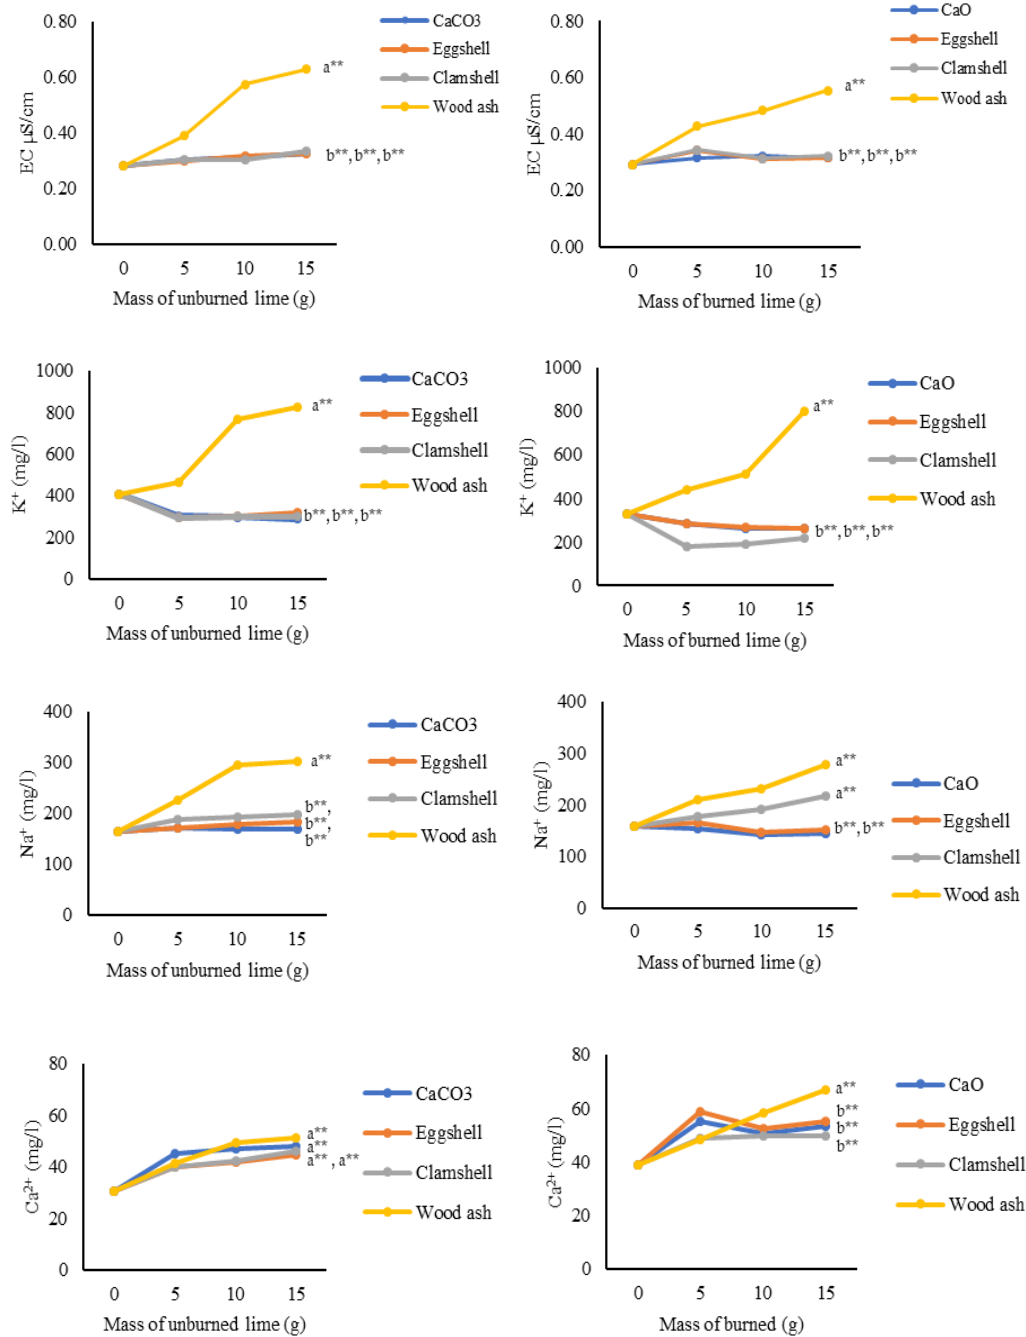 0.80
0.60
0.40
0.20
0.00
EC µS/cm
0 5 10 15
Mass of unburned lime (g)
CaCO3
Eggshell
Clamshell
Wood ash
a**
b**, b**, b**
0.80
0.60
0.40
0.20
0.00
EC µS/cm
0 5 10 15
Mass of burned lime (g)
CaO
Eggshell
Clamshell
Wood ash
a**
b**, b**, b**
1000
800
600
400
200
0
K⁺ (mg/l)
0 5 10 15
Mass of unburned lime (g)
CaCO3
Eggshell
Clamshell
Wood ash
a**
b**, b**, b**
1000
800
600
400
200
0
K⁺ (mg/l)
0 5 10 15
Mass of burned lime (g)
CaO
Eggshell
Clamshell
Wood ash
a**
b**, b**, b**
400
300
200
100
0
Na⁺ (mg/l)
0 5 10 15
Mass of unburned lime (g)
CaCO3
Eggshell
Clamshell
Wood ash
a**
b**,
b**,
b**
400
300
200
100
0
Na⁺ (mg/l)
0 5 10 15
Mass of burned lime (g)
CaO
Eggshell
Clamshell
Wood ash
a**
a**
b**, b**
80
60
40
20
0
Ca²⁺ (mg/l)
0 5 10 15
Mass of unburned lime (g)
CaCO3
Eggshell
Clamshell
Wood ash
a**
a**
a** , a**
80
60
40
20
0
Ca²⁺ (mg/l)
0 5 10 15
Mass of burned (g)
CaO
Eggshell
Clamshell
Wood ash
a**
b**
b**
b**